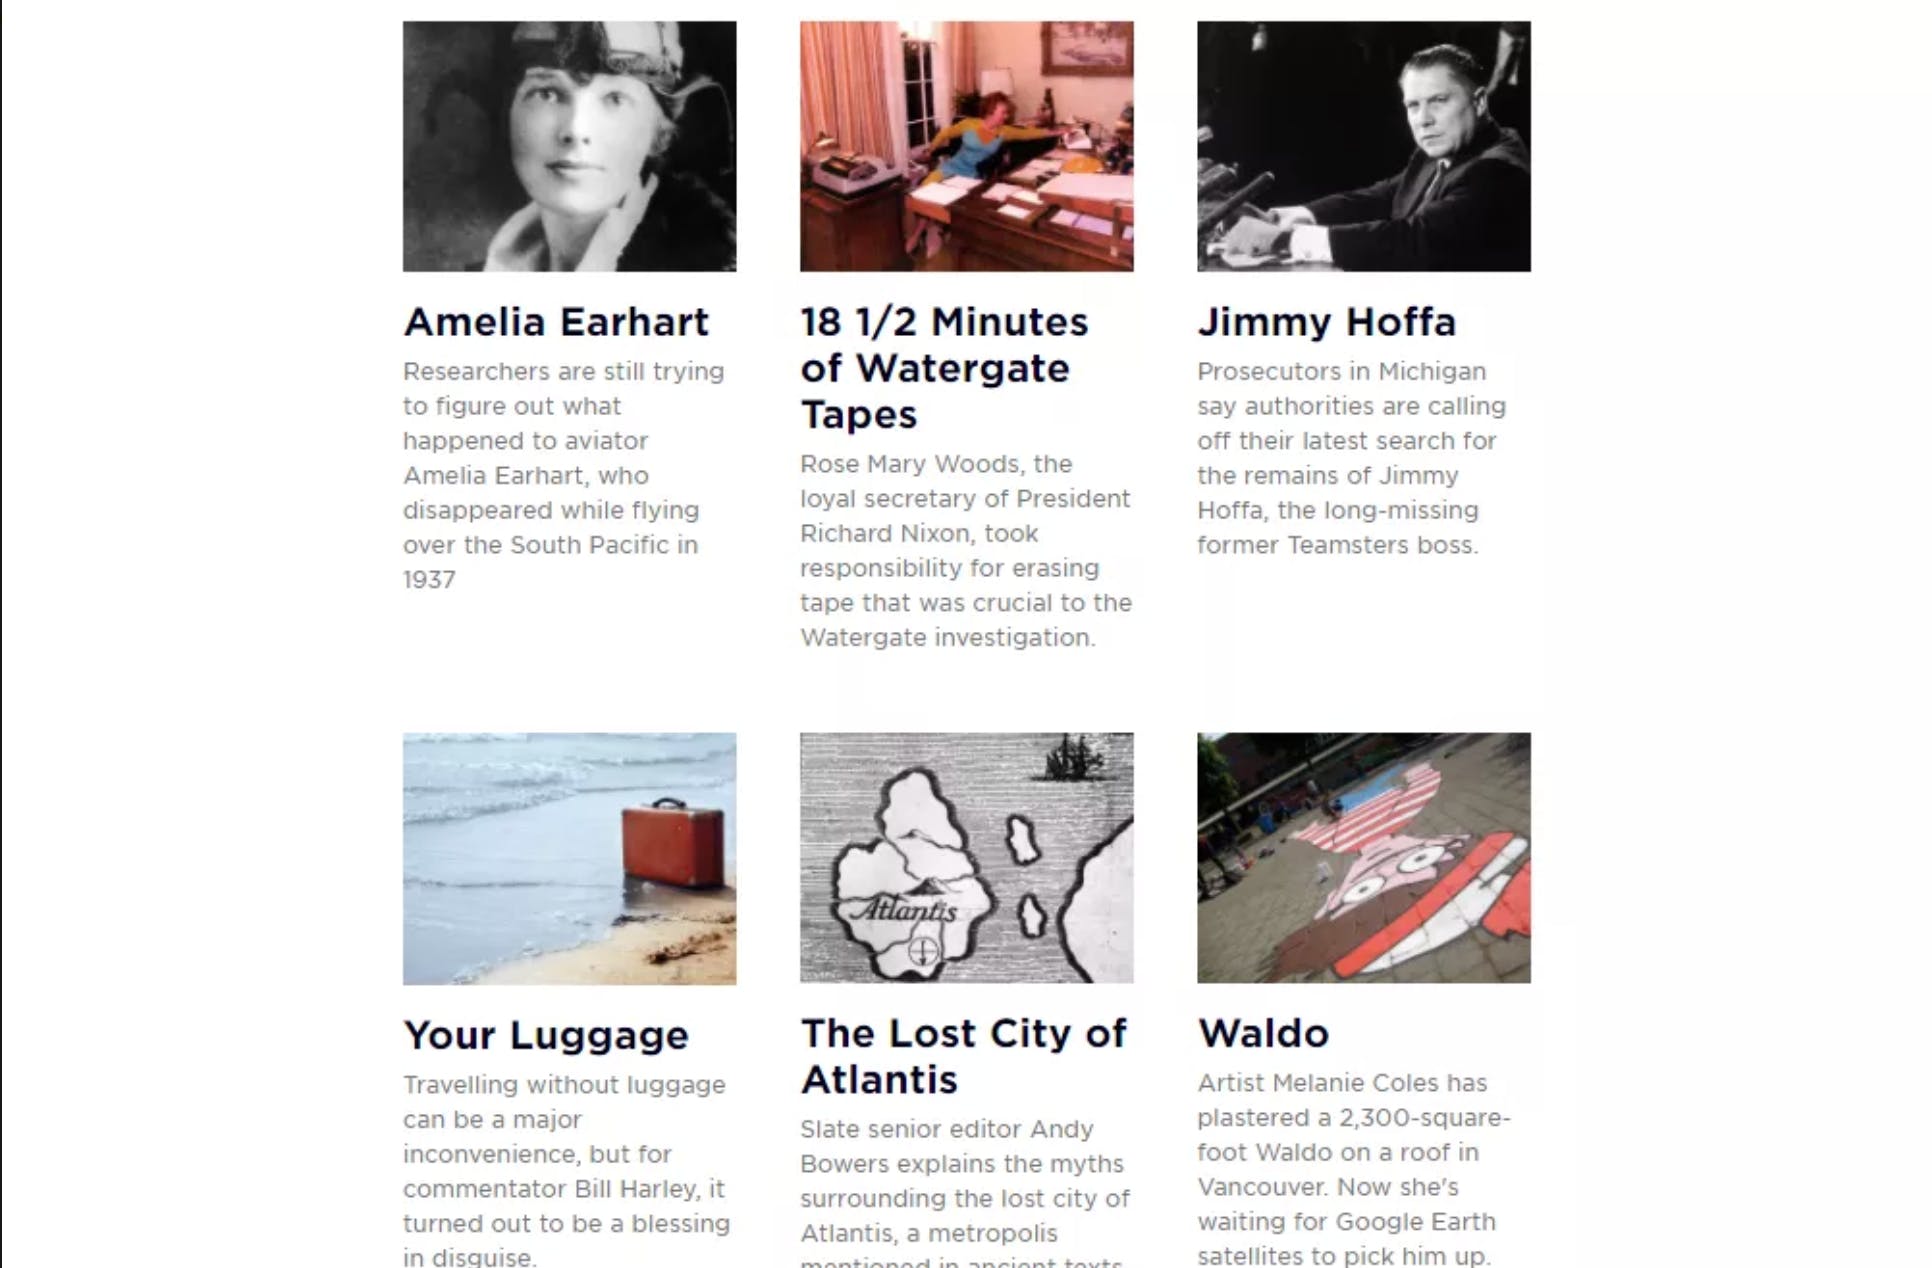 Amelia Earhart
Researchers are still trying
to figure out what
happened to aviator
Amelia Earhart, who
disappeared while flying
over the South Pacific in
1937
18 1/2 Minutes
of Watergate
Tapes
Rose Mary Woods, the
loyal secretary of President
Richard Nixon, took
responsibility for erasing
tape that was crucial to the
Watergate investigation.
Jimmy Hoffa
Prosecutors in Michigan
say authorities are calling
off their latest search for
the remains of Jimmy
Hoffa, the long-missing
former Teamsters boss.
Your Luggage
Travelling without luggage
can be a major
inconvenience, but for
commentator Bill Harley, it
turned out to be a blessing
in disguise.
Atlantis
The Lost City of
Atlantis
Slate senior editor Andy
Bowers explains the myths
surrounding the lost city of
Atlantis, a metropolis
mentioned in ancient texts
Waldo
Artist Melanie Coles has
plastered a 2,300-square-
foot Waldo on a roof in
Vancouver. Now she's
waiting for Google Earth
satellites to pick him up.